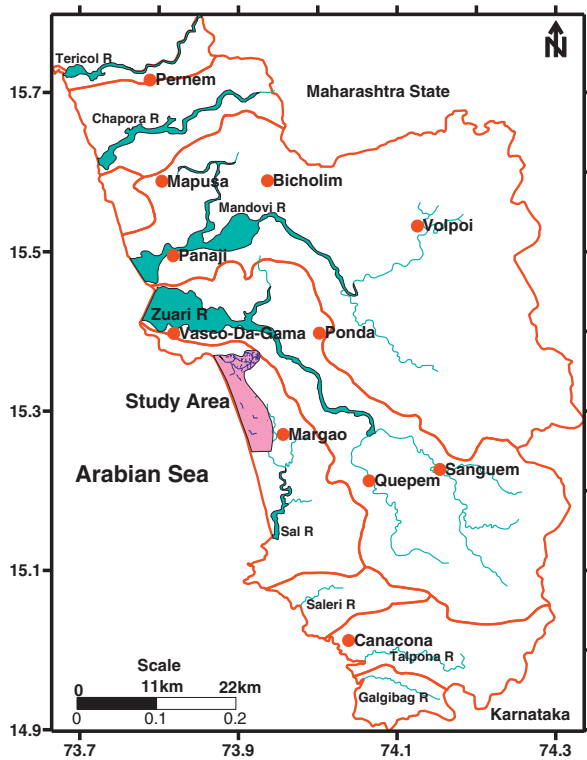 N
Tericol R
Pernem
15.7
Maharashtra State
Chapora R
Mapusa
Bicholim
Mandovi R
Volpoi
15.5
Panaji
Zuari R
Vasco-Da-Gama
Ponda
15.3
Study Area
Margao
Arabian Sea
Sanguem
Quepem
Sal R
15.1
Saleri R
Canacona
Talpona R
Scale
0 11km 22km
Galgibag R
0 0.1 0.2
Karnataka
14.9
73.7 73.9 74.1 74.3